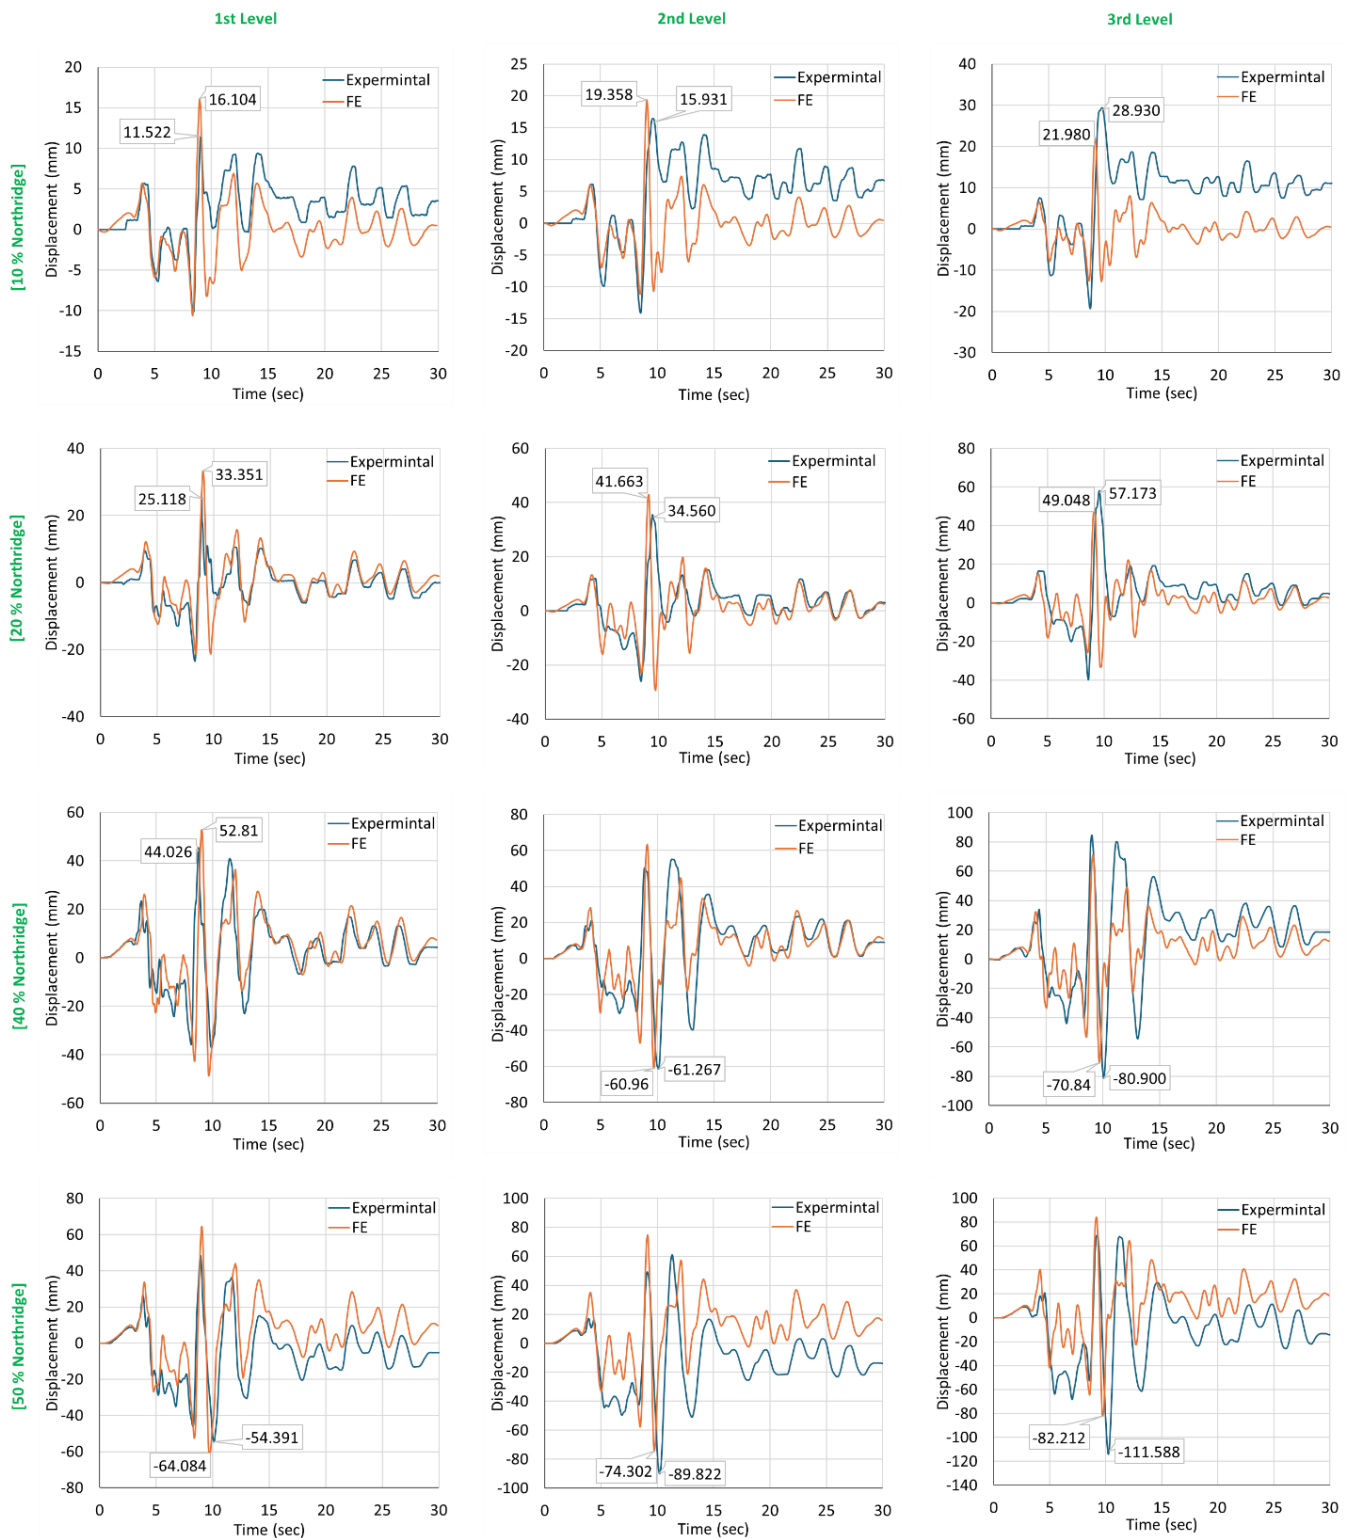 1st Level
2nd Level
3rd Level
[10 % Northridge]
Displacement (mm)
20
15
10
5
0
-5
-10
-15
0 5 10 15 20 25 30
Time (sec)
Expermintal
FE
16.104
11.522
Displacement (mm)
25
20
15
10
5
0
-5
-10
-15
-20
0 5 10 15 20 25 30
Time (sec)
Expermintal
FE
19.358
15.931
Displacement (mm)
40
30
20
10
0
-10
-20
-30
0 5 10 15 20 25 30
Time (sec)
Expermintal
FE
28.930
21.980
[20 % Northridge]
Displacement (mm)
40
20
0
-20
-40
0 5 10 15 20 25 30
Time (sec)
Expermintal
FE
33.351
25.118
Displacement (mm)
60
40
20
0
-20
-40
0 5 10 15 20 25 30
Time (sec)
Expermintal
FE
41.663
34.560
Displacement (mm)
80
60
40
20
0
-20
-40
-60
0 5 10 15 20 25 30
Time (sec)
Expermintal
FE
49.048
57.173
[40 % Northridge]
Displacement (mm)
60
40
20
0
-20
-40
-60
0 5 10 15 20 25 30
Time (sec)
Expermintal
FE
52.81
44.026
Displacement (mm)
80
60
40
20
0
-20
-40
-60
-80
0 5 10 15 20 25 30
Time (sec)
Expermintal
FE
-61.267
-60.96
Displacement (mm)
100
80
60
40
20
0
-20
-40
-60
-80
-100
0 5 10 15 20 25 30
Time (sec)
Expermintal
FE
-70.84
-80.900
[50 % Northridge]
Displacement (mm)
80
60
40
20
0
-20
-40
-60
-80
0 5 10 15 20 25 30
Time (sec)
Expermintal
FE
-54.391
-64.084
Displacement (mm)
100
80
60
40
20
0
-20
-40
-60
-80
-100
0 5 10 15 20 25 30
Time (sec)
Expermintal
FE
-74.302
-89.822
Displacement (mm)
100
80
60
40
20
0
-20
-40
-60
-80
-100
-120
-140
0 5 10 15 20 25 30
Time (sec)
Expermintal
FE
-82.212
-111.588